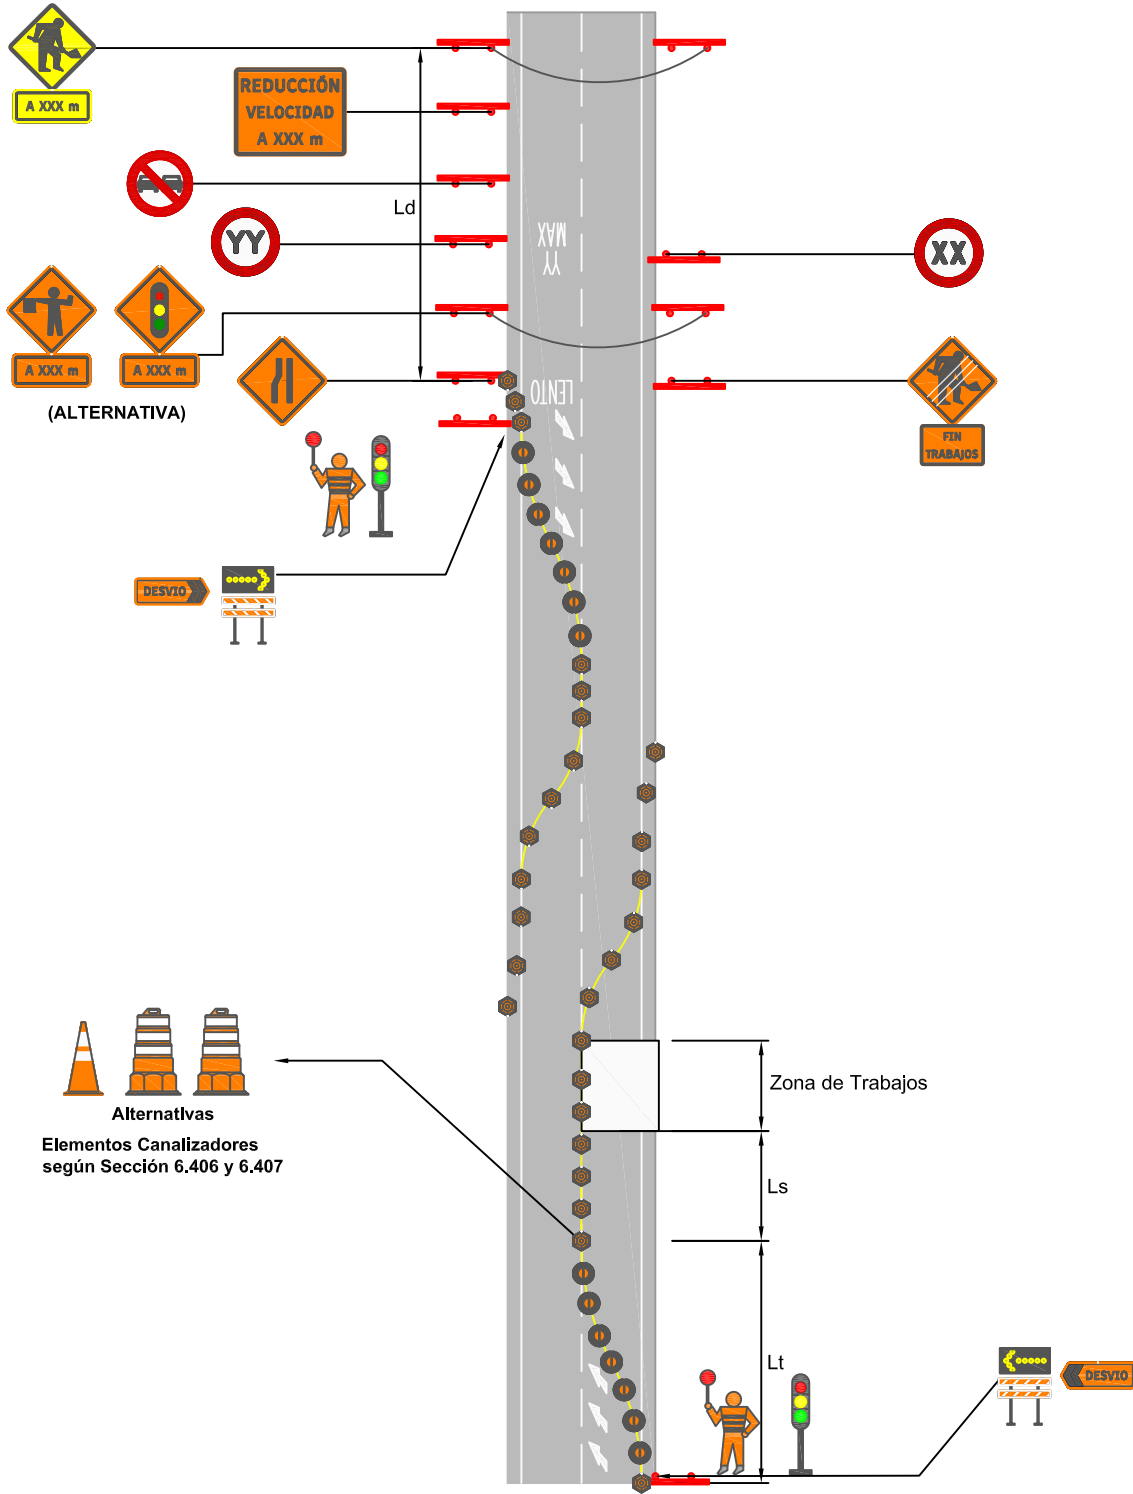 A XXX m
REDUCCIÓN
VELOCIDAD
A XXX m
Ld
YY
YY
MAX
XX
A XXX m
A XXX m
(ALTERNATIVA)
LENTO
FIN
TRABAJOS
DESVIO
Alternativas
Elementos Canalizadores
según Sección 6.406 y 6.407
Zona de Trabajos
Ls
Lt
DESVIO